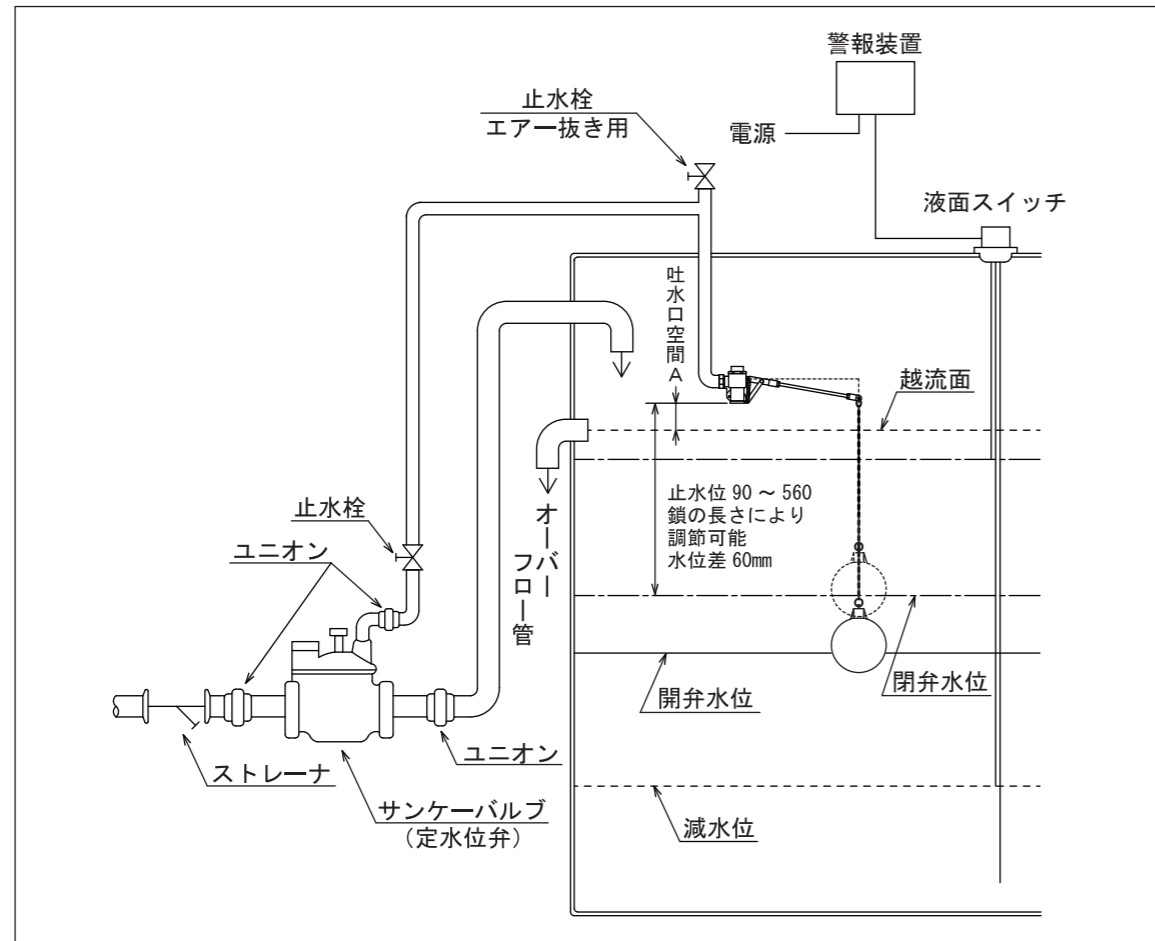 警報装置
止水栓
エアー抜き用
電源
液面スイッチ
吐水口空間A
越流面
止水位 90 ~ 560
鎖の長さにより
調節可能
水位差 60mm
止水栓
ユニオン
オーバー
フロー管
開弁水位
閉弁水位
ユニオン
ストレーナ
サンケーバルブ
(定水位弁)
減水位